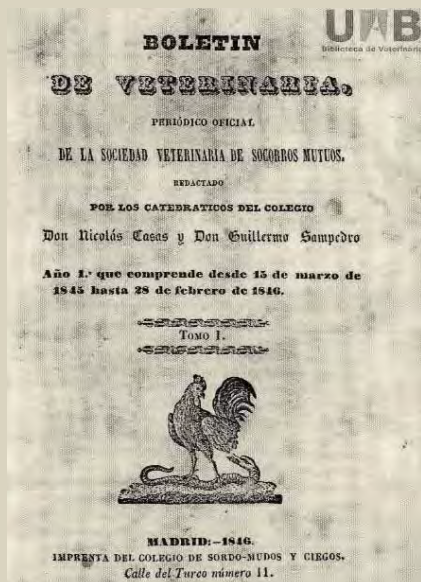 UAB
Biblioteca de Veterinària
BOLETIN
DE VETERINARIA,
PERIÓDICO OFICIAL
DE LA SOCIEDAD VETERINARIA DE SOCORROS MUTUOS.
REDACTADO
POR LOS CATEDRATICOS DEL COLEGIO
Don Nicolás Casas y Don Guillermo Sampedro
Año 1.º que comprende desde 15 de marzo de
1845 hasta 28 de febrero de 1846.
TOMO I.
MADRID:—1846.
IMPRENTA DEL COLEGIO DE SORDO-MUDOS Y CIEGOS.
Calle del Turco número 11.